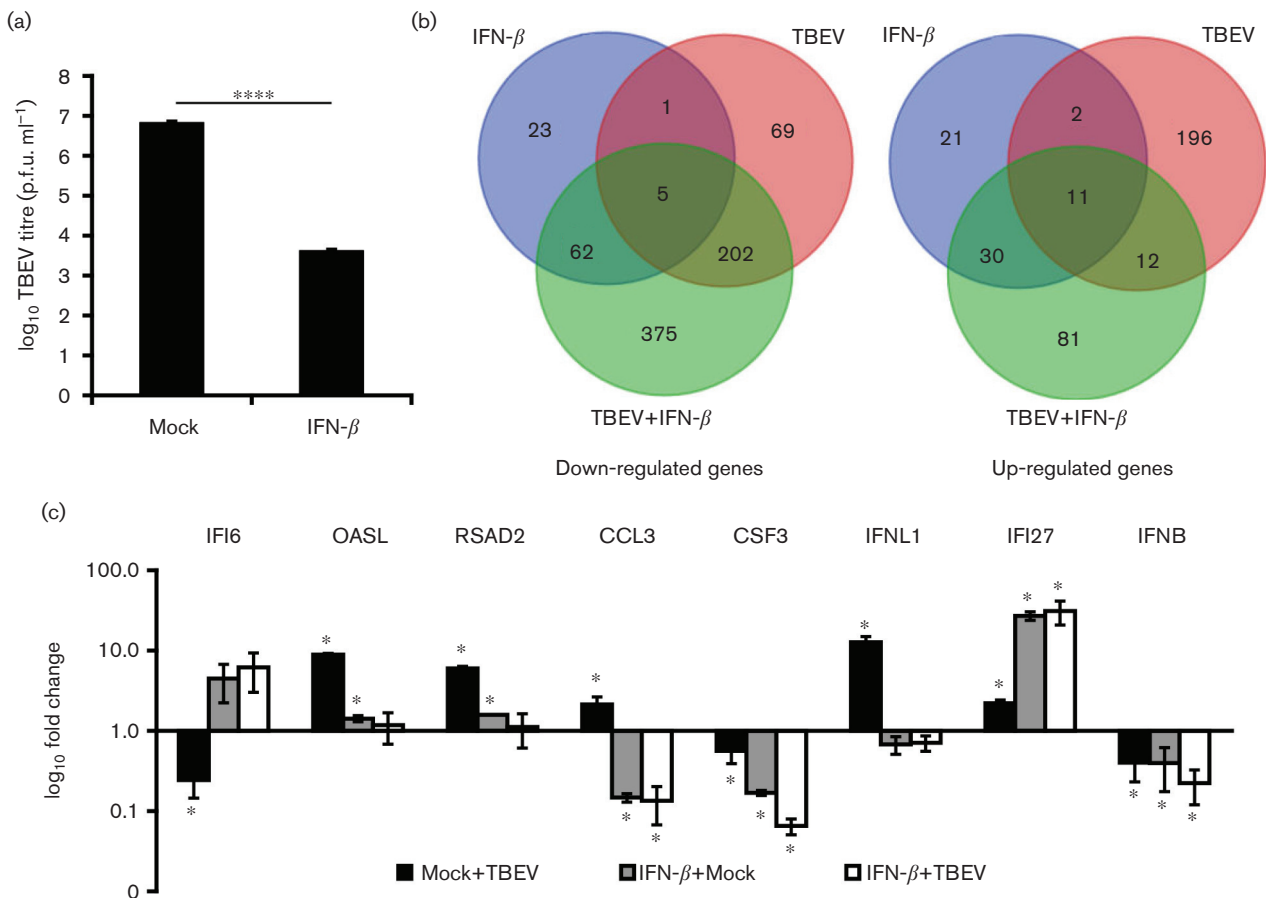 (a)
log10 TBEV titre (p.f.u. ml−1)
8
7
6
5
4
3
2
1
0
****
Mock
IFN-β
(b)
IFN-β
TBEV
23
1
69
5
62
202
375
TBEV+IFN-β
Down-regulated genes
IFN-β
TBEV
21
2
196
11
30
12
81
TBEV+IFN-β
Up-regulated genes
(c)
IFI6 OASL RSAD2 CCL3 CSF3 IFNL1 IFI27 IFNB
log10 fold change
100.0
10.0
1.0
0.1
0
* * * * * * * * * * * * * * * * *
Mock+TBEV IFN-β+Mock IFN-β+TBEV